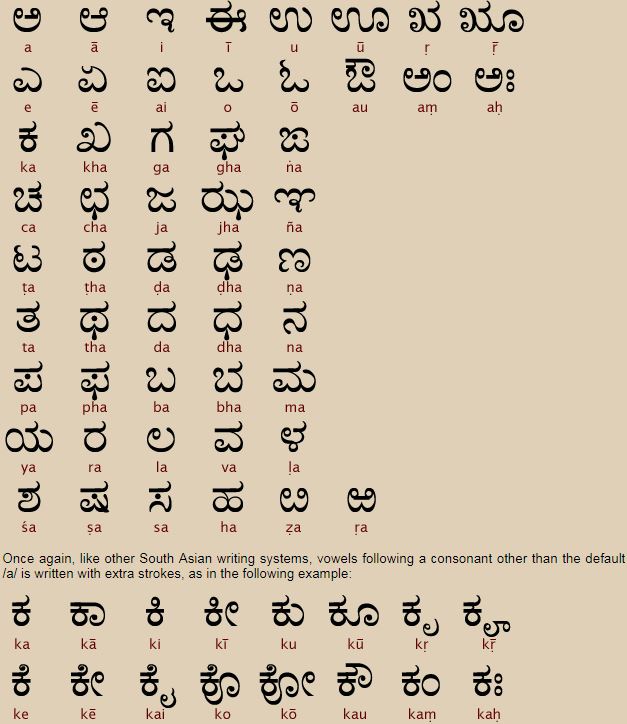 ಅ ಆ ಇ ಈ ಉ ಊ ಋ ೠ
a ā i ī u ū ṛ ṝ
ಎ ಏ ಐ ಒ ಓ ಔ ಅಂ ಅಃ
e ē ai o ō au aṃ aḥ
ಕ ಖ ಗ ಘ ಙ
ka kha ga gha ṅa
ಚ ಛ ಜ ಝ ಞ
ca cha ja jha ña
ಟ ಠ ಡ ಢ ಣ
ṭa ṭha ḍa ḍha ṇa
ತ ಥ ದ ಧ ನ
ta tha da dha na
ಪ ಫ ಬ ಭ ಮ
pa pha ba bha ma
ಯ ರ ಲ ವ ಳ
ya ra la va ḷa
ಶ ಷ ಸ ಹ ೞ ಱ
śa ṣa sa ha ẓa ṛa
Once again, like other South Asian writing systems, vowels following a consonant other than the default
/a/ is written with extra strokes, as in the following example:
ಕ ಕಾ ಕಿ ಕೀ ಕು ಕೂ ಕೃ ಕೄ
ka kā ki kī ku kū kṛ kṝ
ಕೆ ಕೇ ಕೈ ಕೊ ಕೋ ಕೌ ಕಂ ಕಃ
ke kē kai ko kō kau kaṃ kaḥ